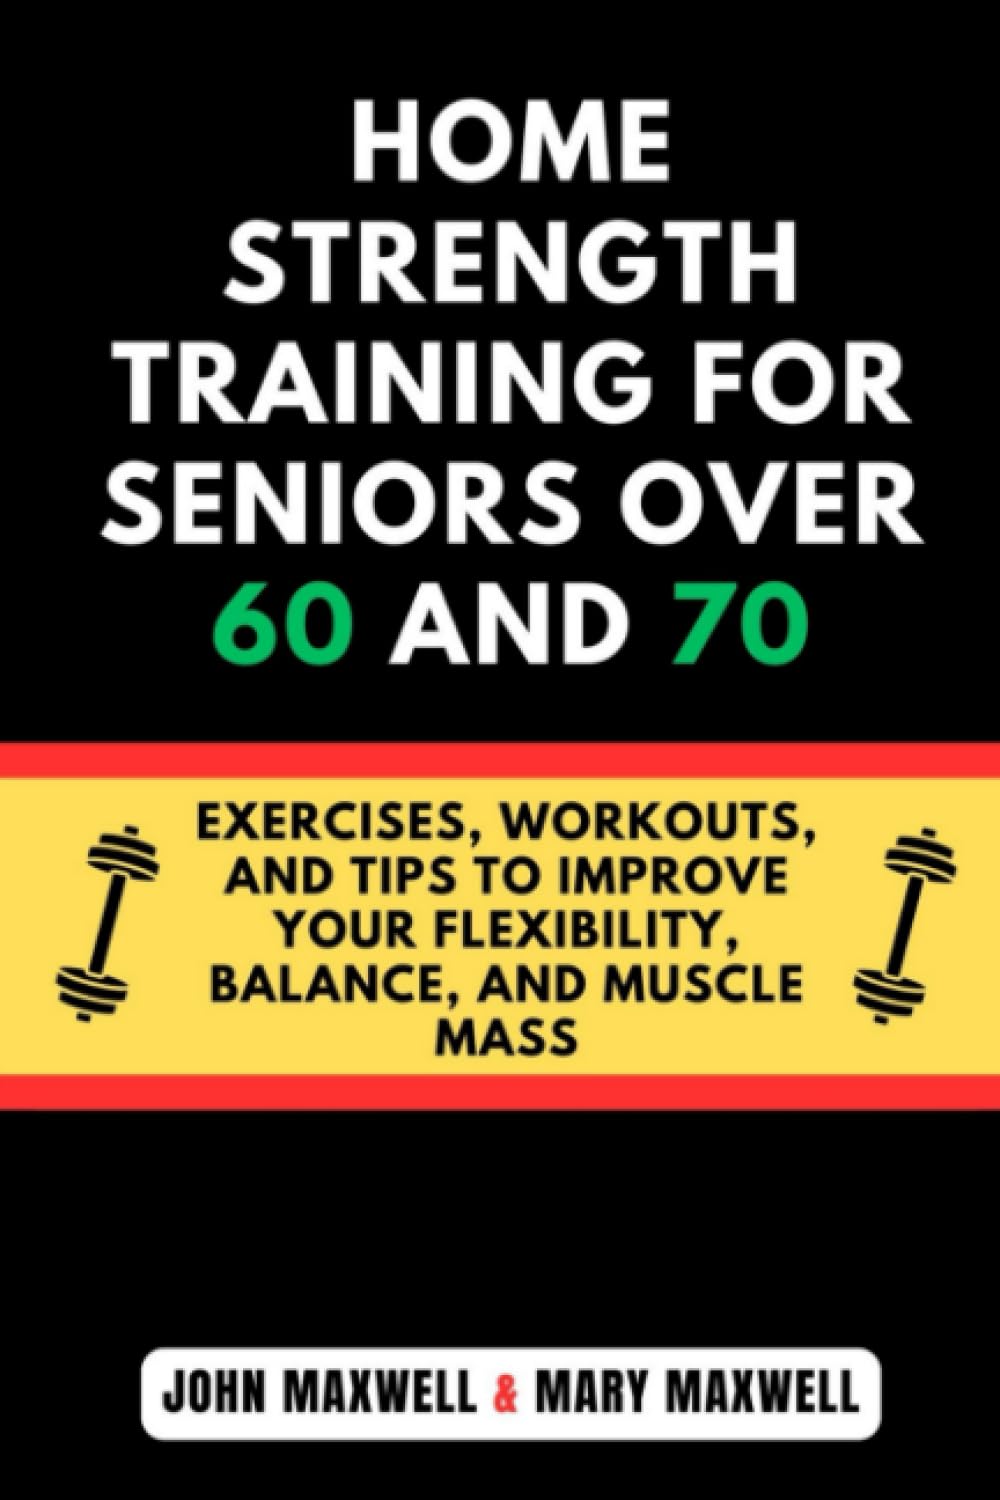 HOME
STRENGTH
TRAINING FOR
SENIORS OVER
60 AND 70
EXERCISES, WORKOUTS,
AND TIPS TO IMPROVE
YOUR FLEXIBILITY,
BALANCE, AND MUSCLE
MASS
JOHN MAXWELL & MARY MAXWELL